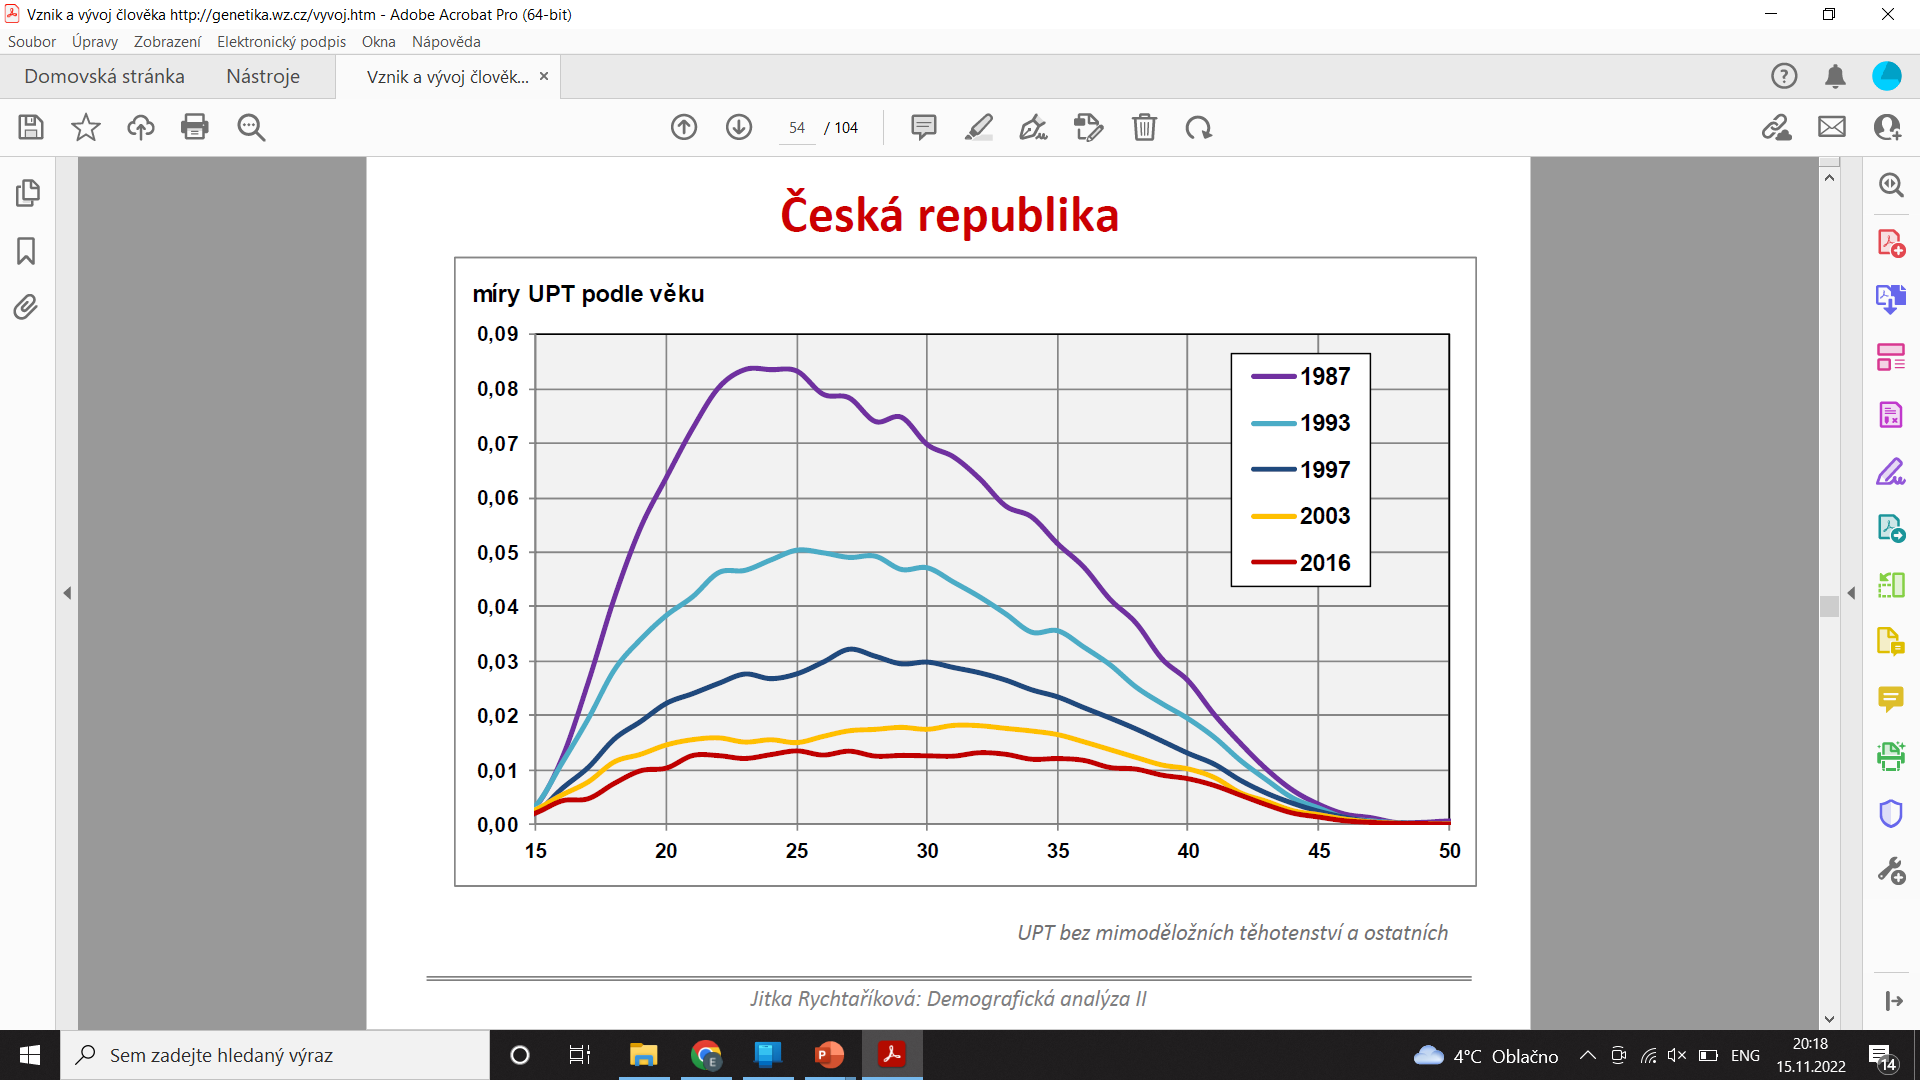 Vznik a vývoj člověka http://genetika.wz.cz/vyvoj.htm - Adobe Acrobat Pro (64-bit)
Soubor Úpravy Zobrazení Elektronický podpis Okna Nápověda
Domovská stránka Nástroje Vznik a vývoj člověk... ×
54 / 104
Česká republika
míry UPT podle věku
0,09
0,08
0,07
0,06
0,05
0,04
0,03
0,02
0,01
0,00
15 20 25 30 35 40 45 50
1987
1993
1997
2003
2016
UPT bez mimoděložních těhotenství a ostatních
Jitka Rychtaříková: Demografická analýza II
Sem zadejte hledaný výraz
E
P
4°C Oblačno
ENG
20:18
15.11.2022
14